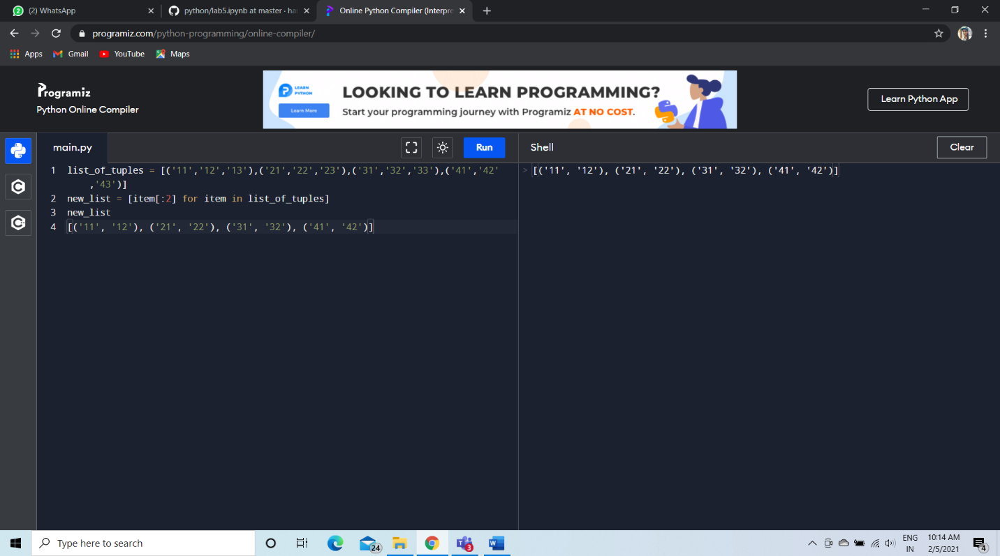 2
(2) WhatsApp
python/lab5.ipynb at master · ha
Online Python Compiler (Interpre
programiz.com/python-programming/online-compiler/
Apps Gmail YouTube Maps
Programiz
Python Online Compiler
LEARN
PYTHON
Learn More
LOOKING TO LEARN PROGRAMMING?
Start your programming journey with Programiz AT NO COST.
Learn Python App
main.py
Run
Shell
Clear
1 list_of_tuples = [('11','12','13'),('21','22','23'),('31','32','33'),('41','42'
,'43')]
2 new_list = [item[:2] for item in list_of_tuples]
3 new_list
4 [('11', '12'), ('21', '22'), ('31', '32'), ('41', '42')]
> [('11', '12'), ('21', '22'), ('31', '32'), ('41', '42')]
Type here to search
24
3
ENG
IN
10:14 AM
2/5/2021
4